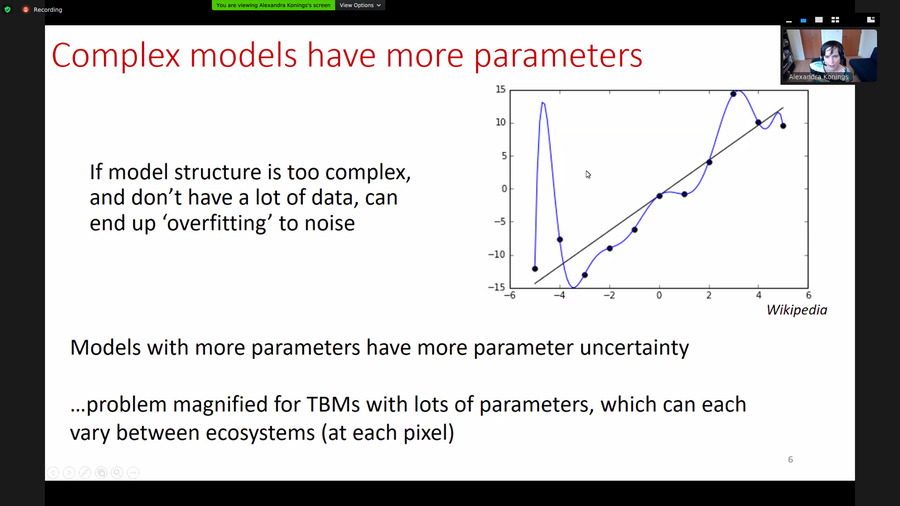 Recording
You are viewing Alexandra Konings's screen
View Options
Alexandra Konings
Complex models have more parameters
If model structure is too complex,
and don't have a lot of data, can
end up 'overfitting' to noise
15
10
5
0
−5
−10
−15
−6
−4
−2
0
2
4
6
Wikipedia
Models with more parameters have more parameter uncertainty
...problem magnified for TBMs with lots of parameters, which can each
vary between ecosystems (at each pixel)
6